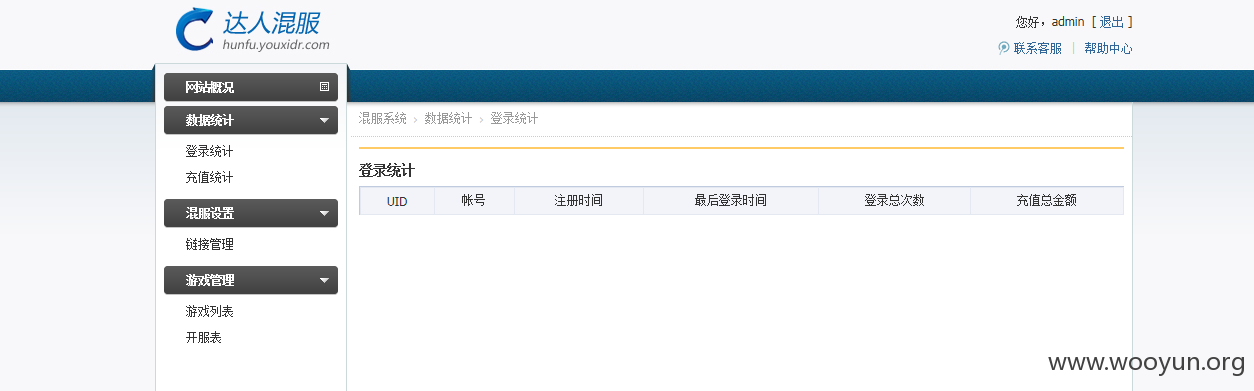 达人混服
hunfu.youxidr.com
您好，admin [ 退出 ]
联系客服 | 帮助中心
网站概况
数据统计
登录统计
充值统计
混服设置
链接管理
游戏管理
游戏列表
开服表
混服系统 › 数据统计 › 登录统计
登录统计
UID 帐号 注册时间 最后登录时间 登录总次数 充值总金额
www.wooyun.org